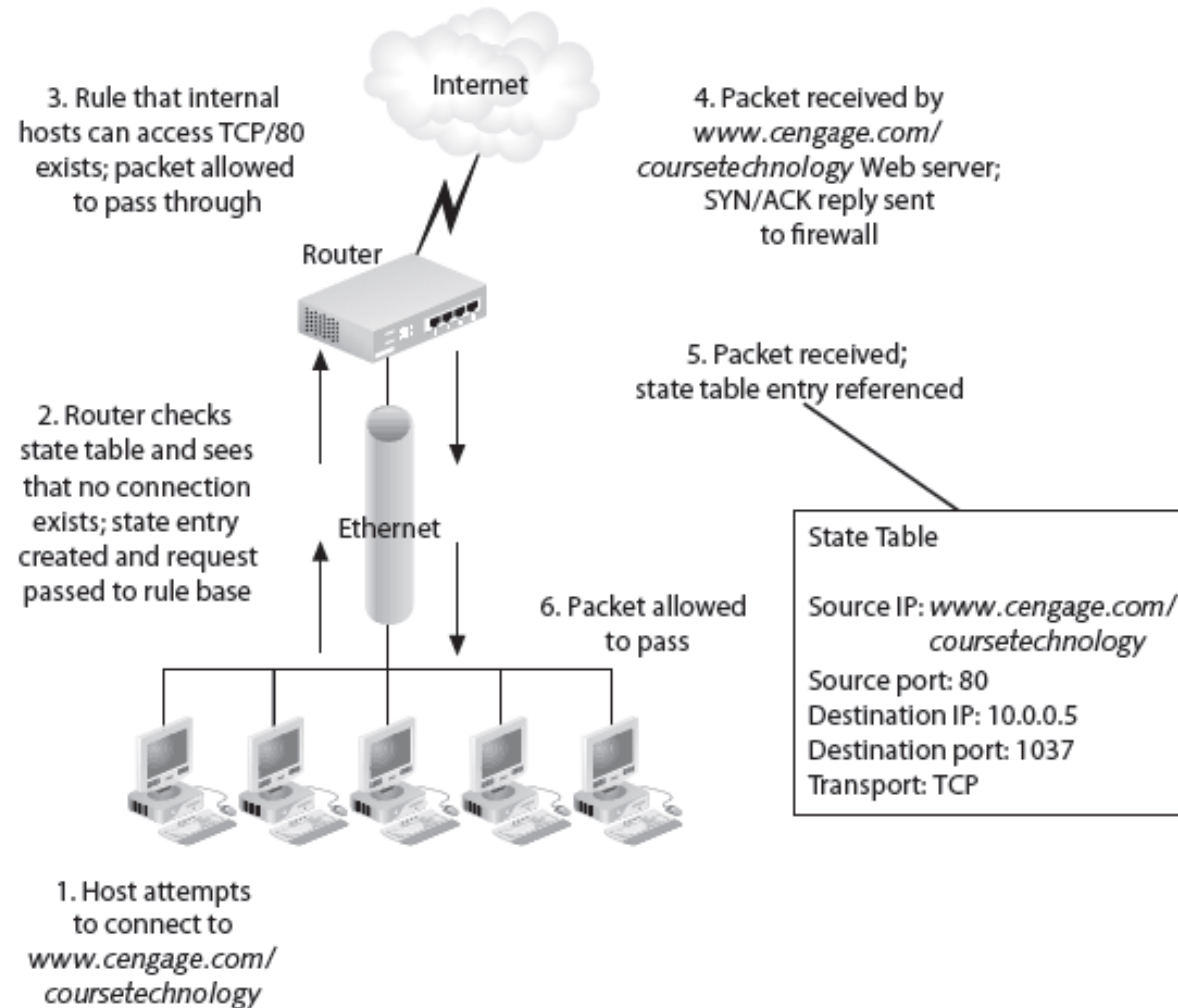 Internet
3. Rule that internal
hosts can access TCP/80
exists; packet allowed
to pass through
4. Packet received by
www.cengage.com/
coursetechnology Web server;
SYN/ACK reply sent
to firewall
Router
5. Packet received;
state table entry referenced
2. Router checks
state table and sees
that no connection
exists; state entry
created and request
passed to rule base
Ethernet
6. Packet allowed
to pass
State Table
Source IP: www.cengage.com/
coursetechnology
Source port: 80
Destination IP: 10.0.0.5
Destination port: 1037
Transport: TCP
1. Host attempts
to connect to
www.cengage.com/
coursetechnology